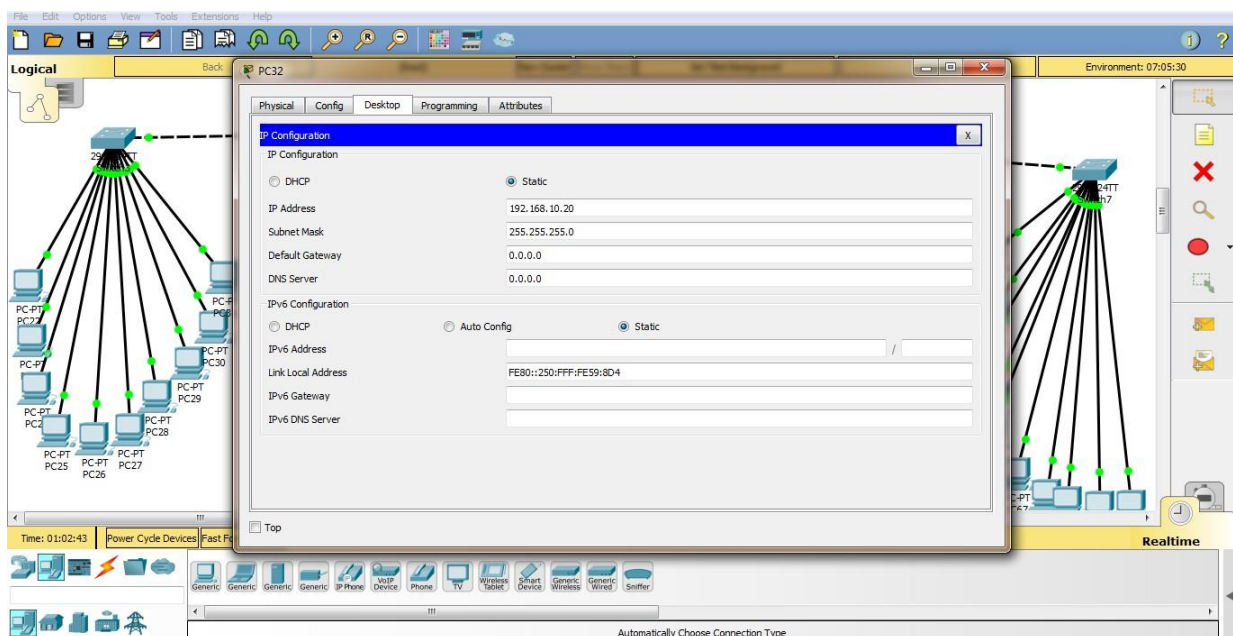 File Edit Options View Tools Extensions Help
Logical
Back
Environment: 07:05:30
PC32
Physical Config Desktop Programming Attributes
IP Configuration X
IP Configuration
DHCP Static
IP Address 192.168.10.20
Subnet Mask 255.255.255.0
Default Gateway 0.0.0.0
DNS Server 0.0.0.0
IPv6 Configuration
DHCP Auto Config Static
IPv6 Address /
Link Local Address FE80::250:FFF:FE59:8D4
IPv6 Gateway
IPv6 DNS Server
Top
PC-PT
PC-PT
PC30
PC-PT
PC29
PC-PT
PC28
PC-PT
PC25
PC-PT
PC26
PC-PT
PC27
Time: 01:02:43 Power Cycle Devices
Realtime
Generic Generic Generic Generic IP Phone VoIP Device Phone TV Wireless Tablet Smart Device Generic Wireless Generic Wired Sniffer
Automatically Choose Connection Type